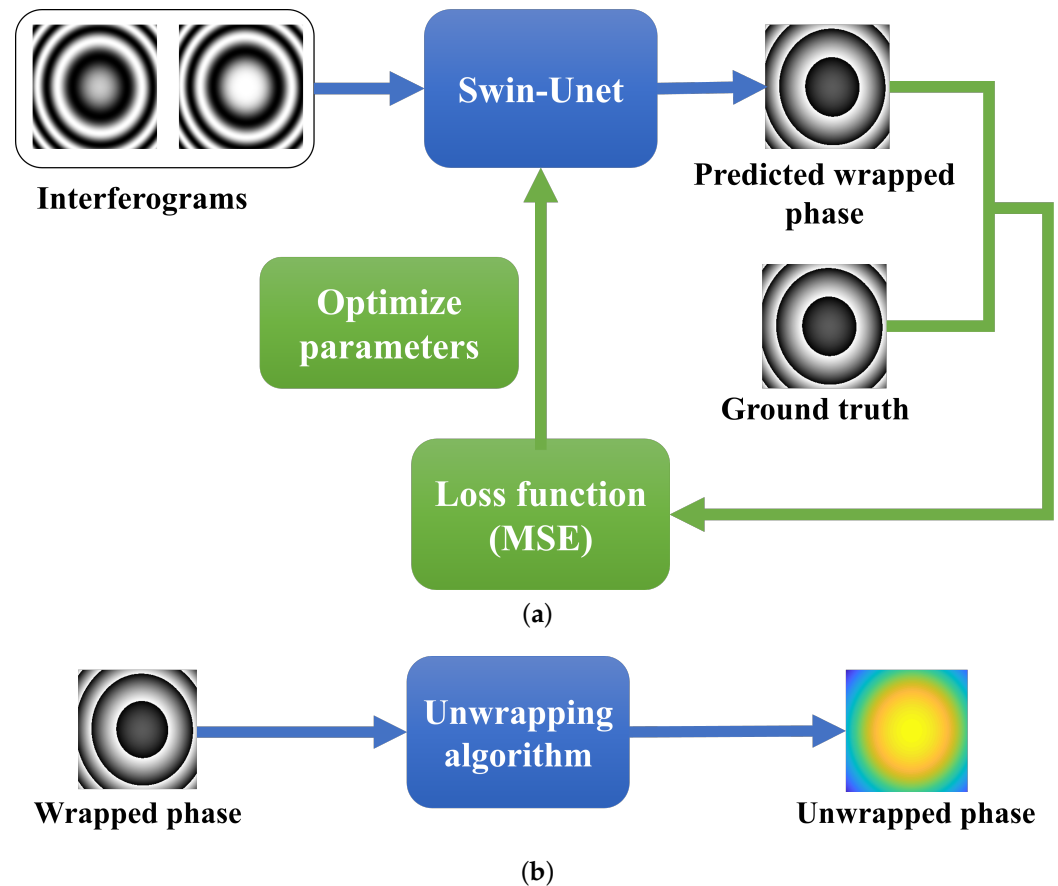 Swin-Unet
Interferograms
Predicted wrapped
phase
Optimize
parameters
Ground truth
Loss function
(MSE)
(a)
Unwrapping
algorithm
Wrapped phase
Unwrapped phase
(b)